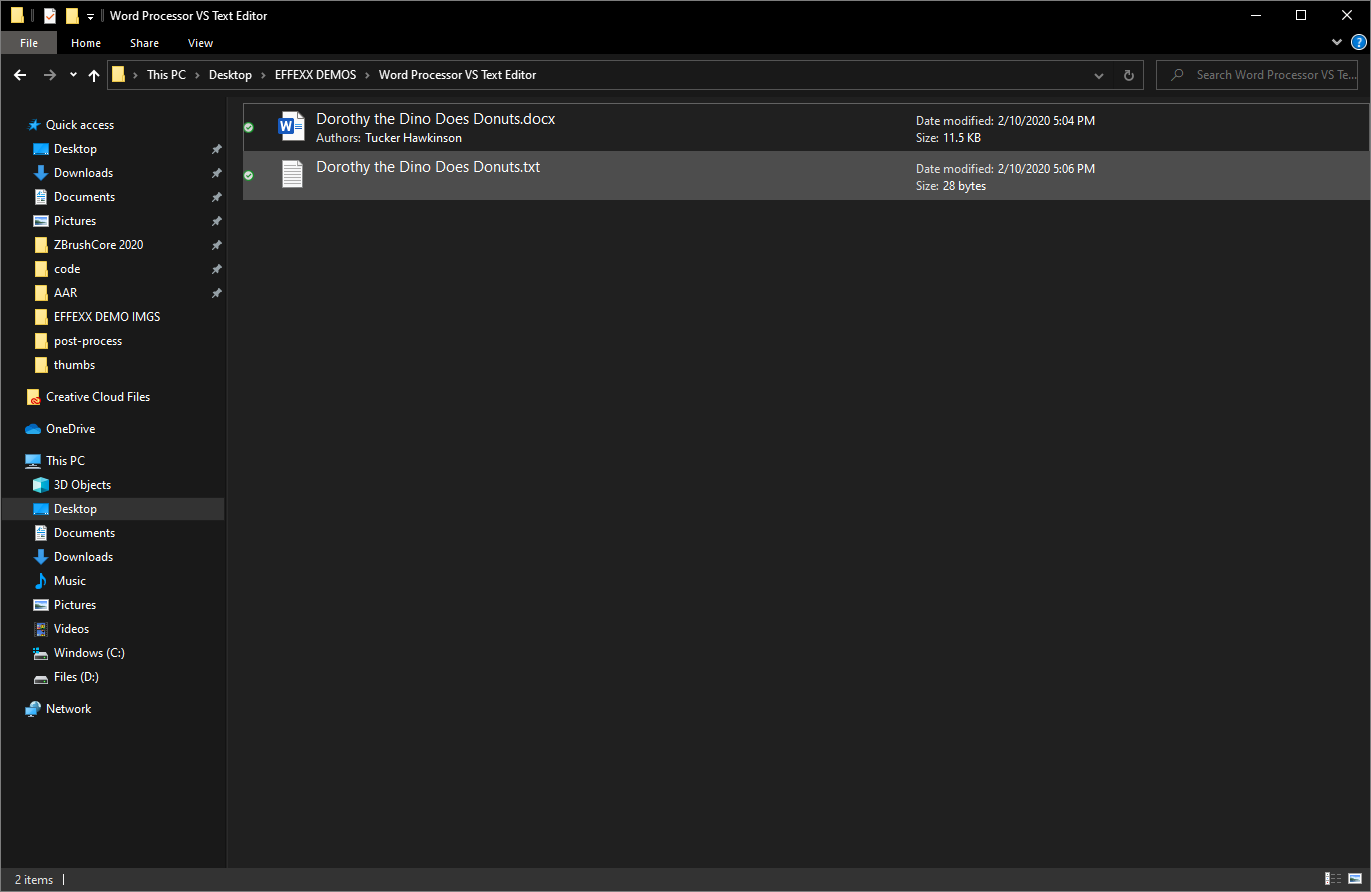 Word Processor VS Text Editor
File Home Share View
?
This PC > Desktop > EFFEXX DEMOS > Word Processor VS Text Editor
Search Word Processor VS Te...
Quick access
Desktop
Downloads
Documents
Pictures
ZBrushCore 2020
code
AAR
EFFEXX DEMO IMGS
post-process
thumbs
Creative Cloud Files
OneDrive
This PC
3D Objects
Desktop
Documents
Downloads
Music
Pictures
Videos
Windows (C:)
Files (D:)
Network
W
Dorothy the Dino Does Donuts.docx
Authors: Tucker Hawkinson
Date modified: 2/10/2020 5:04 PM
Size: 11.5 KB
Dorothy the Dino Does Donuts.txt
Date modified: 2/10/2020 5:06 PM
Size: 28 bytes
2 items